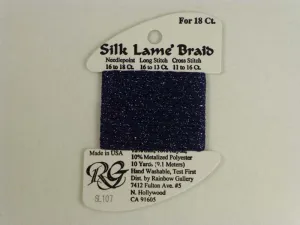 For 18 Ct.
Silk Lame' Braid
Needlepoint Long Stitch Cross Stitch
16 to 18 Ct. 16 to 13 Ct. 11 to 16 Ct.
Made in USA
10% Metalized Polyester
10 Yards (9.1 Meters)
Hand Washable, Test First
Dist. by Rainbow Gallery
7412 Fulton Ave. #5
N. Hollywood
CA 91605
RG
SL107